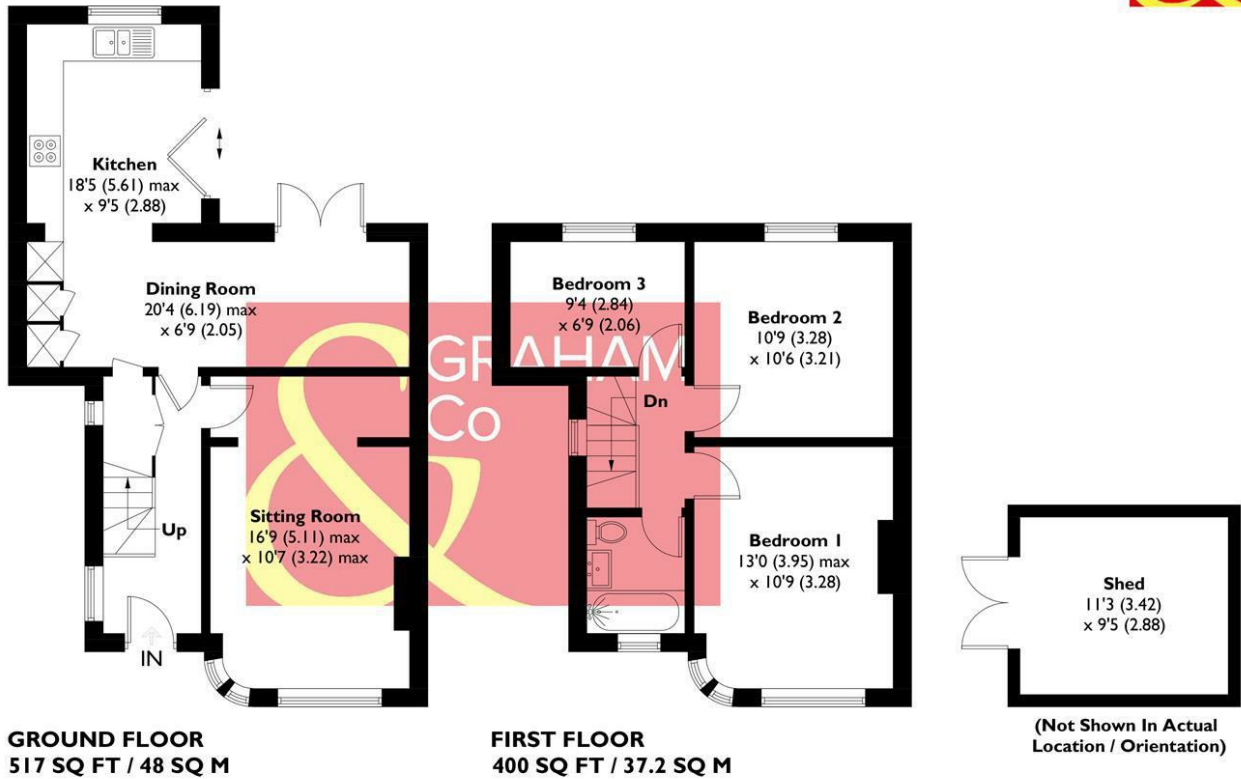 Kitchen
18'5 (5.61) max
x 9'5 (2.88)
Dining Room
20'4 (6.19) max
x 6'9 (2.05)
Up
Sitting Room
16'9 (5.11) max
x 10'7 (3.22) max
IN
GRAHAM
& Co
Bedroom 3
9'4 (2.84)
x 6'9 (2.06)
Bedroom 2
10'9 (3.28)
x 10'6 (3.21)
Dn
Bedroom 1
13'0 (3.95) max
x 10'9 (3.28)
Shed
11'3 (3.42)
x 9'5 (2.88)
(Not Shown In Actual
Location / Orientation)
GROUND FLOOR
517 SQ FT / 48 SQ M
FIRST FLOOR
400 SQ FT / 37.2 SQ M